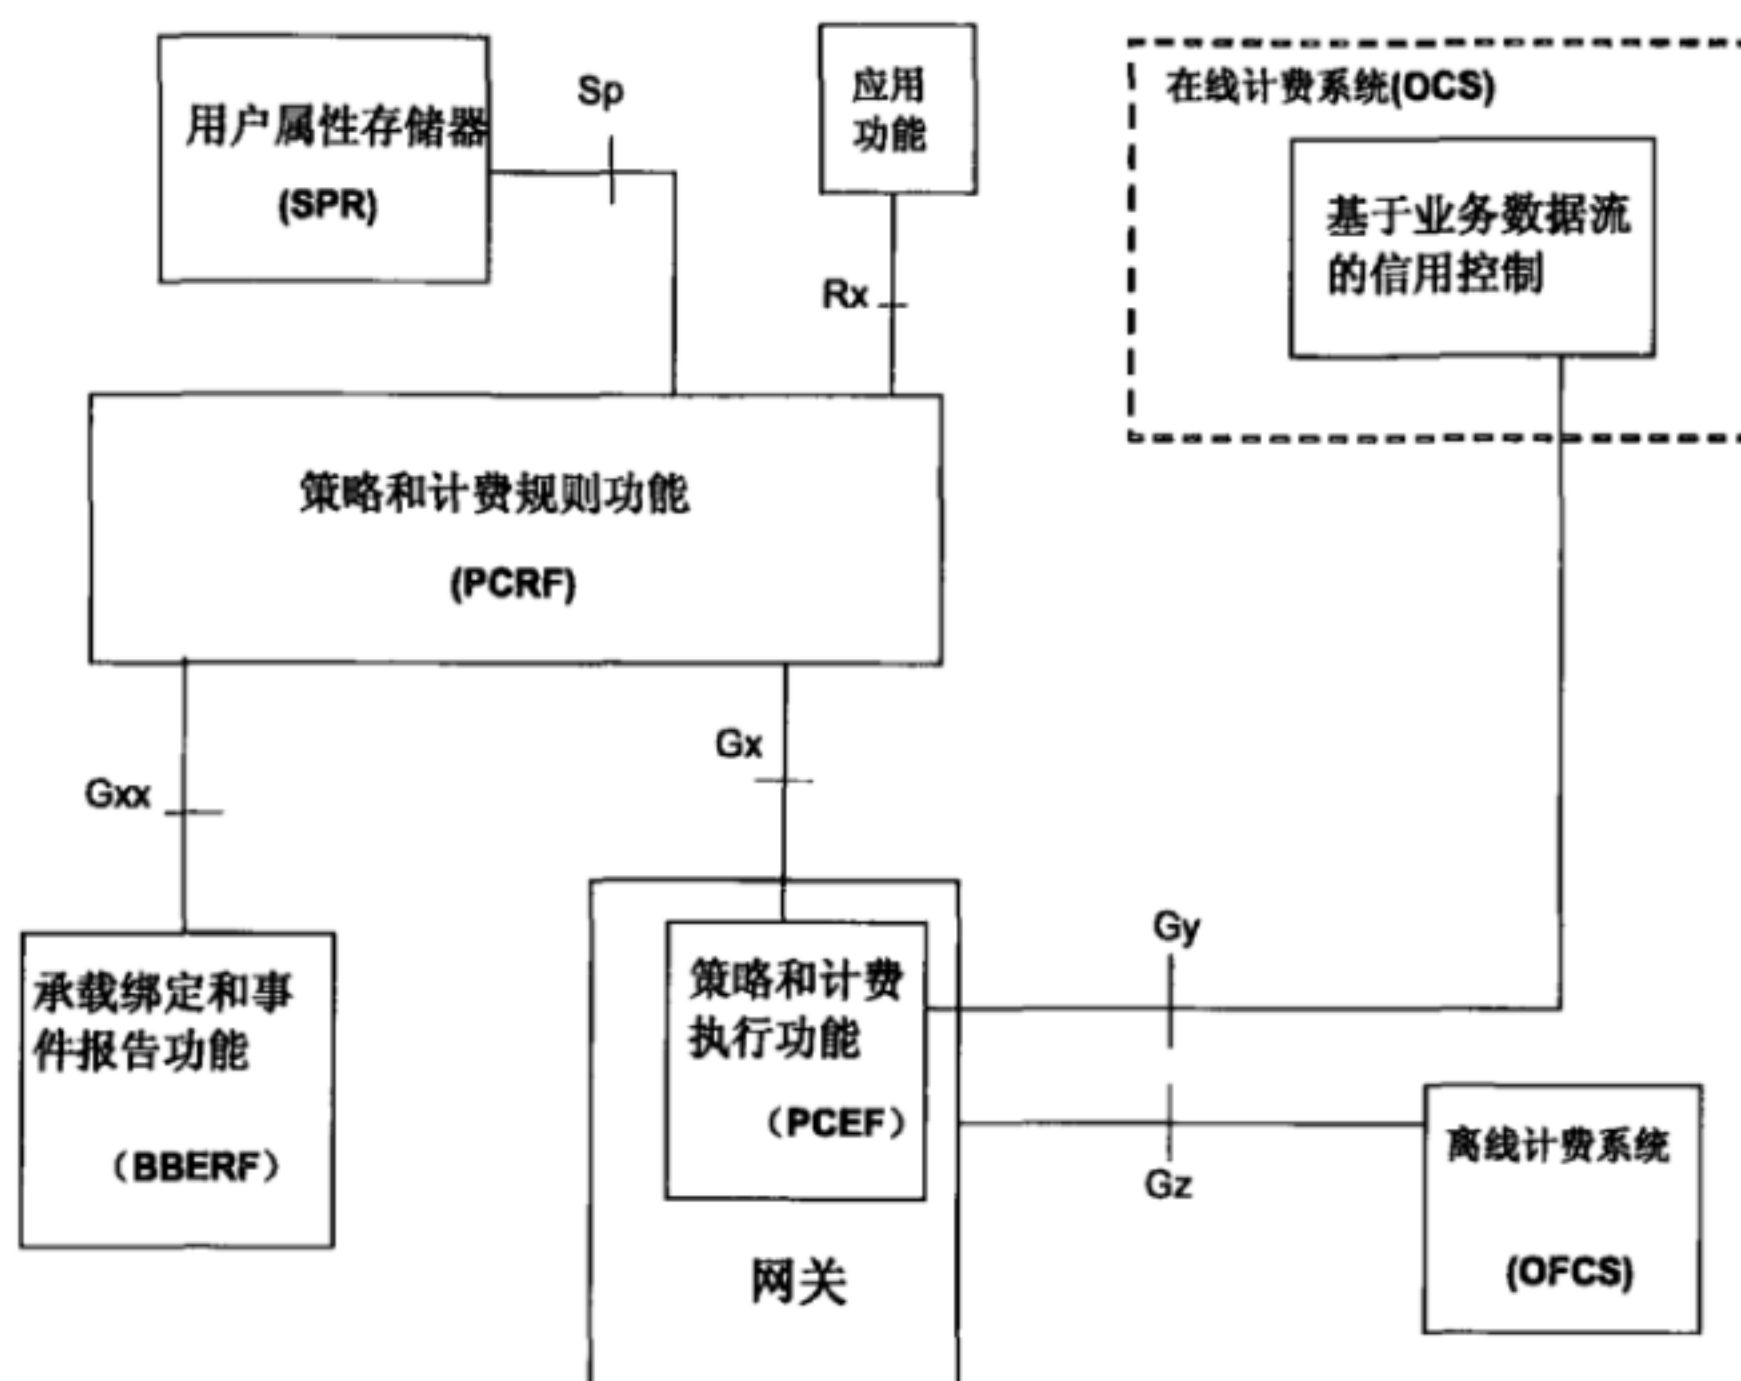 用户属性存储器
(SPR)
Sp
应用
功能
在线计费系统(OCS)
基于业务数据流
的信用控制
Rx
策略和计费规则功能
(PCRF)
Gxx
Gx
承载绑定和事
件报告功能
（BBERF）
策略和计费
执行功能
（PCEF）
网关
Gy
Gz
离线计费系统
(OFCS)